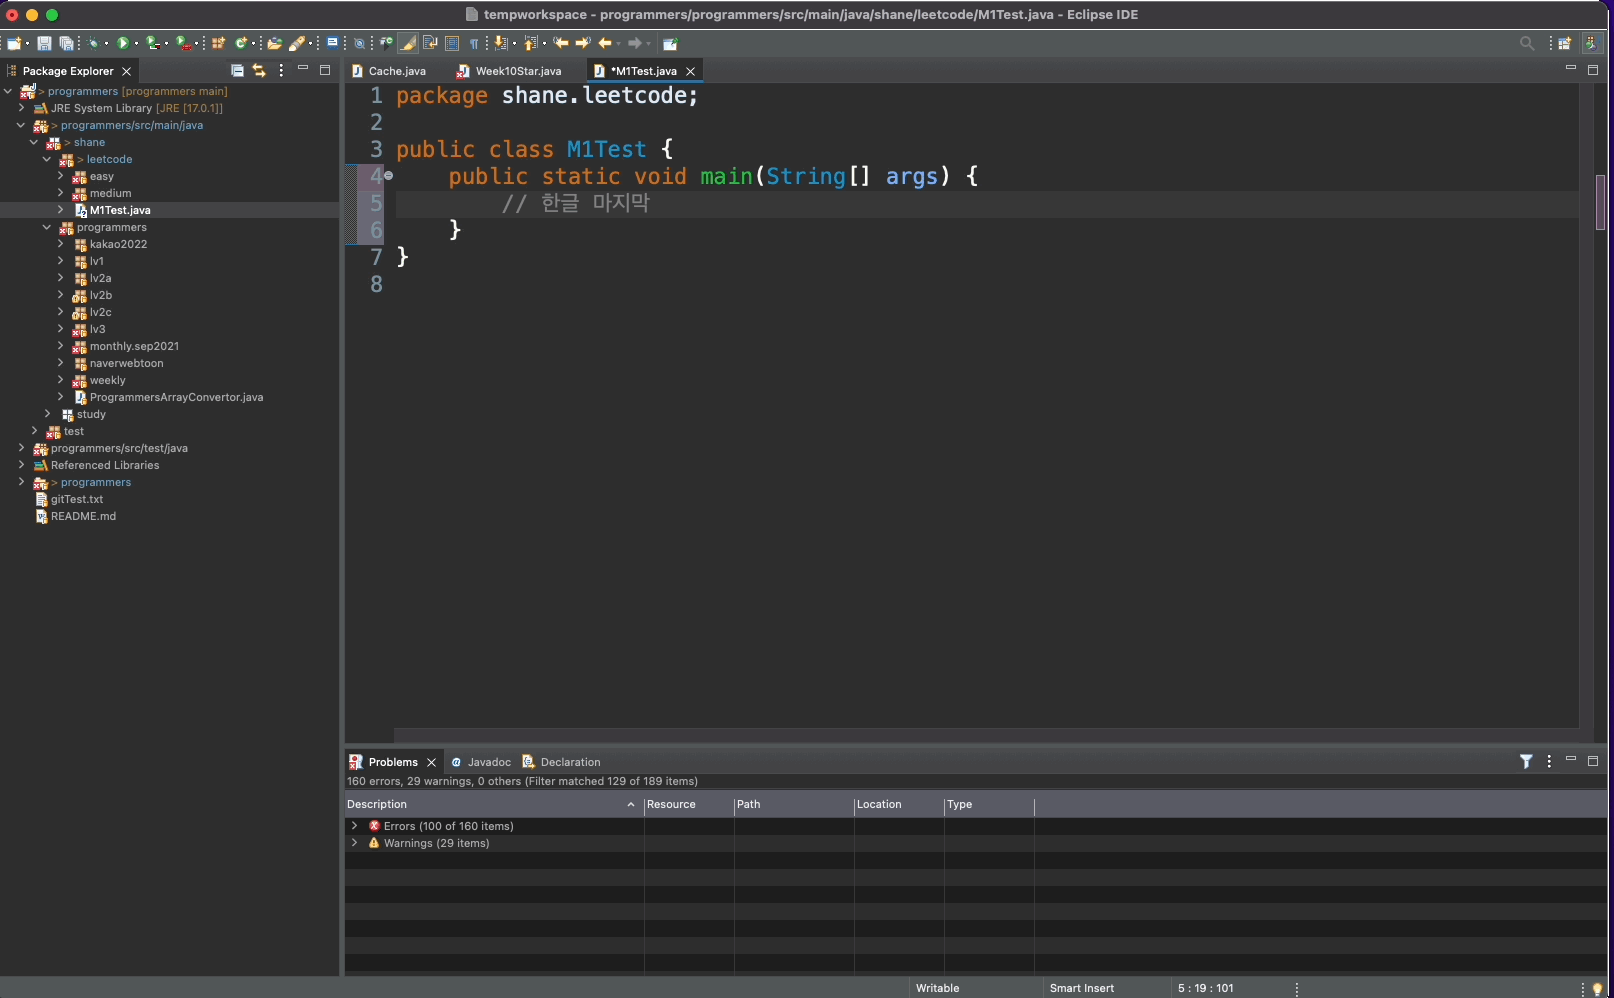 tempworkspace - programmers/programmers/src/main/java/shane/leetcode/M1Test.java - Eclipse IDE
Package Explorer
> programmers [programmers main]
JRE System Library [JRE [17.0.1]]
> programmers/src/main/java
> shane
> leetcode
easy
medium
M1Test.java
programmers
kakao2022
lv1
lv2a
lv2b
lv2c
lv3
monthly.sep2021
naverwebtoon
weekly
ProgrammersArrayConvertor.java
study
test
programmers/src/test/java
Referenced Libraries
> programmers
gitTest.txt
README.md
Cache.java Week10Star.java *M1Test.java
1 package shane.leetcode;
2
3 public class M1Test {
4 public static void main(String[] args) {
5 // 한글 마지막
6 }
7 }
8
Problems @ Javadoc Declaration
160 errors, 29 warnings, 0 others (Filter matched 129 of 189 items)
Description Resource Path Location Type
Errors (100 of 160 items)
Warnings (29 items)
Writable Smart Insert 5 : 19 : 101